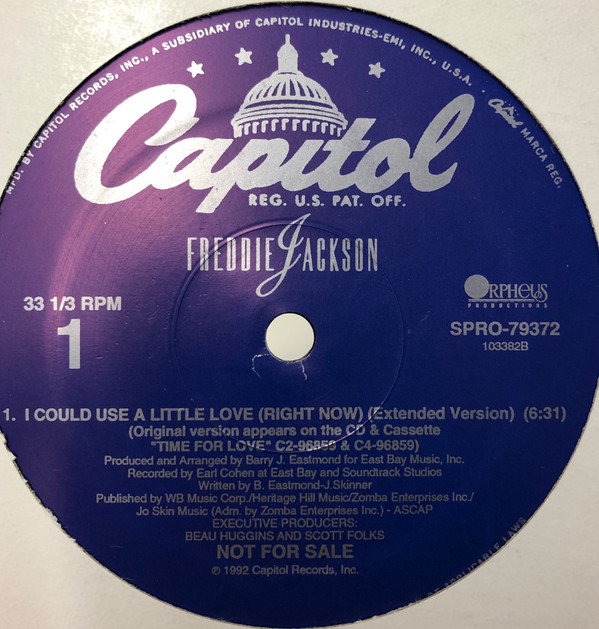 MFD. BY CAPITOL RECORDS, INC., A SUBSIDIARY OF CAPITOL INDUSTRIES-EMI, INC., U.S.A. · Capitol MARCA REG.
Capitol
REG. U.S. PAT. OFF.
FREDDIE JACKSON
33 1/3 RPM
1
ORPHEUS
PRODUCTIONS
SPRO-79372
103382B
1. I COULD USE A LITTLE LOVE (RIGHT NOW) (Extended Version) (6:31)
(Original version appears on the CD & Cassette
"TIME FOR LOVE" C2-96859 & C4-96859)
Produced and Arranged by Barry J. Eastmond for East Bay Music, Inc.
Recorded by Earl Cohen at East Bay and Soundtrack Studios
Written by B. Eastmond-J.Skinner
Published by WB Music Corp./Heritage Hill Music/Zomba Enterprises Inc./
Jo Skin Music (Adm. by Zomba Enterprises Inc.) - ASCAP
EXECUTIVE PRODUCERS:
BEAU HUGGINS AND SCOTT FOLKS
NOT FOR SALE
℗ 1992 Capitol Records, Inc.
APPLICABLE LAWS